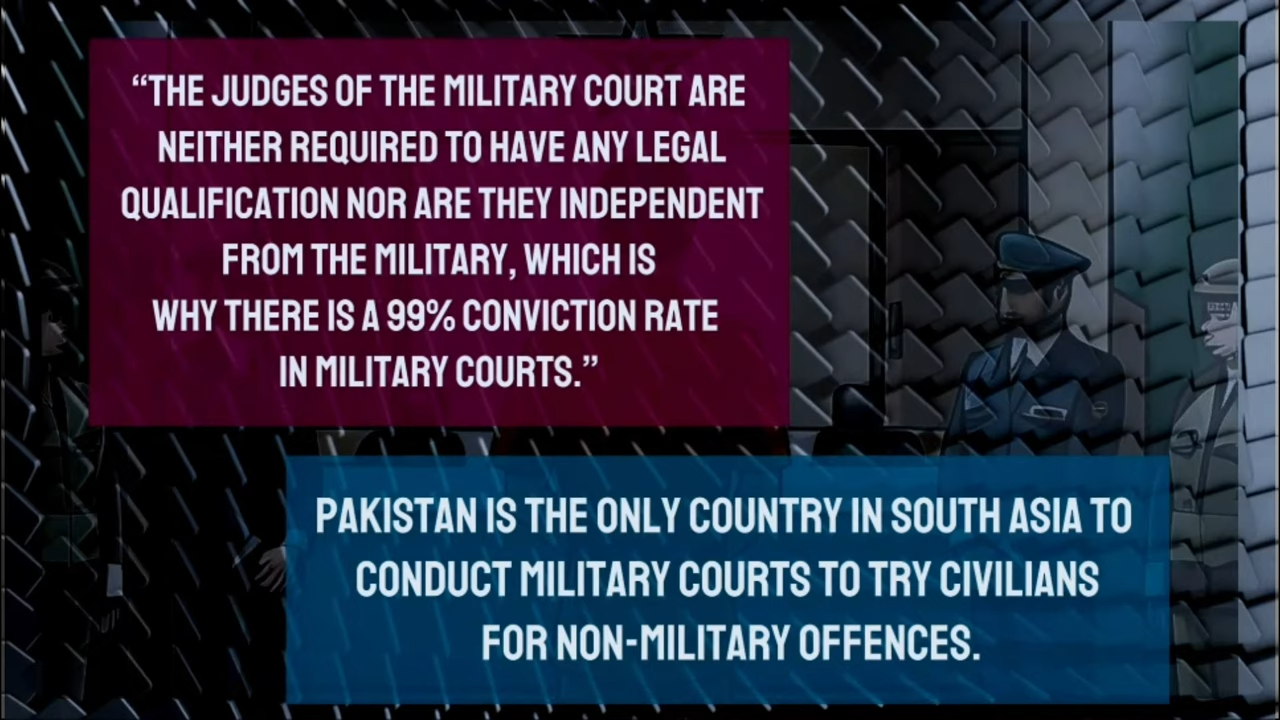 “THE JUDGES OF THE MILITARY COURT ARE
NEITHER REQUIRED TO HAVE ANY LEGAL
QUALIFICATION NOR ARE THEY INDEPENDENT
FROM THE MILITARY, WHICH IS
WHY THERE IS A 99% CONVICTION RATE
IN MILITARY COURTS.”
PAKISTAN IS THE ONLY COUNTRY IN SOUTH ASIA TO
CONDUCT MILITARY COURTS TO TRY CIVILIANS
FOR NON-MILITARY OFFENCES.